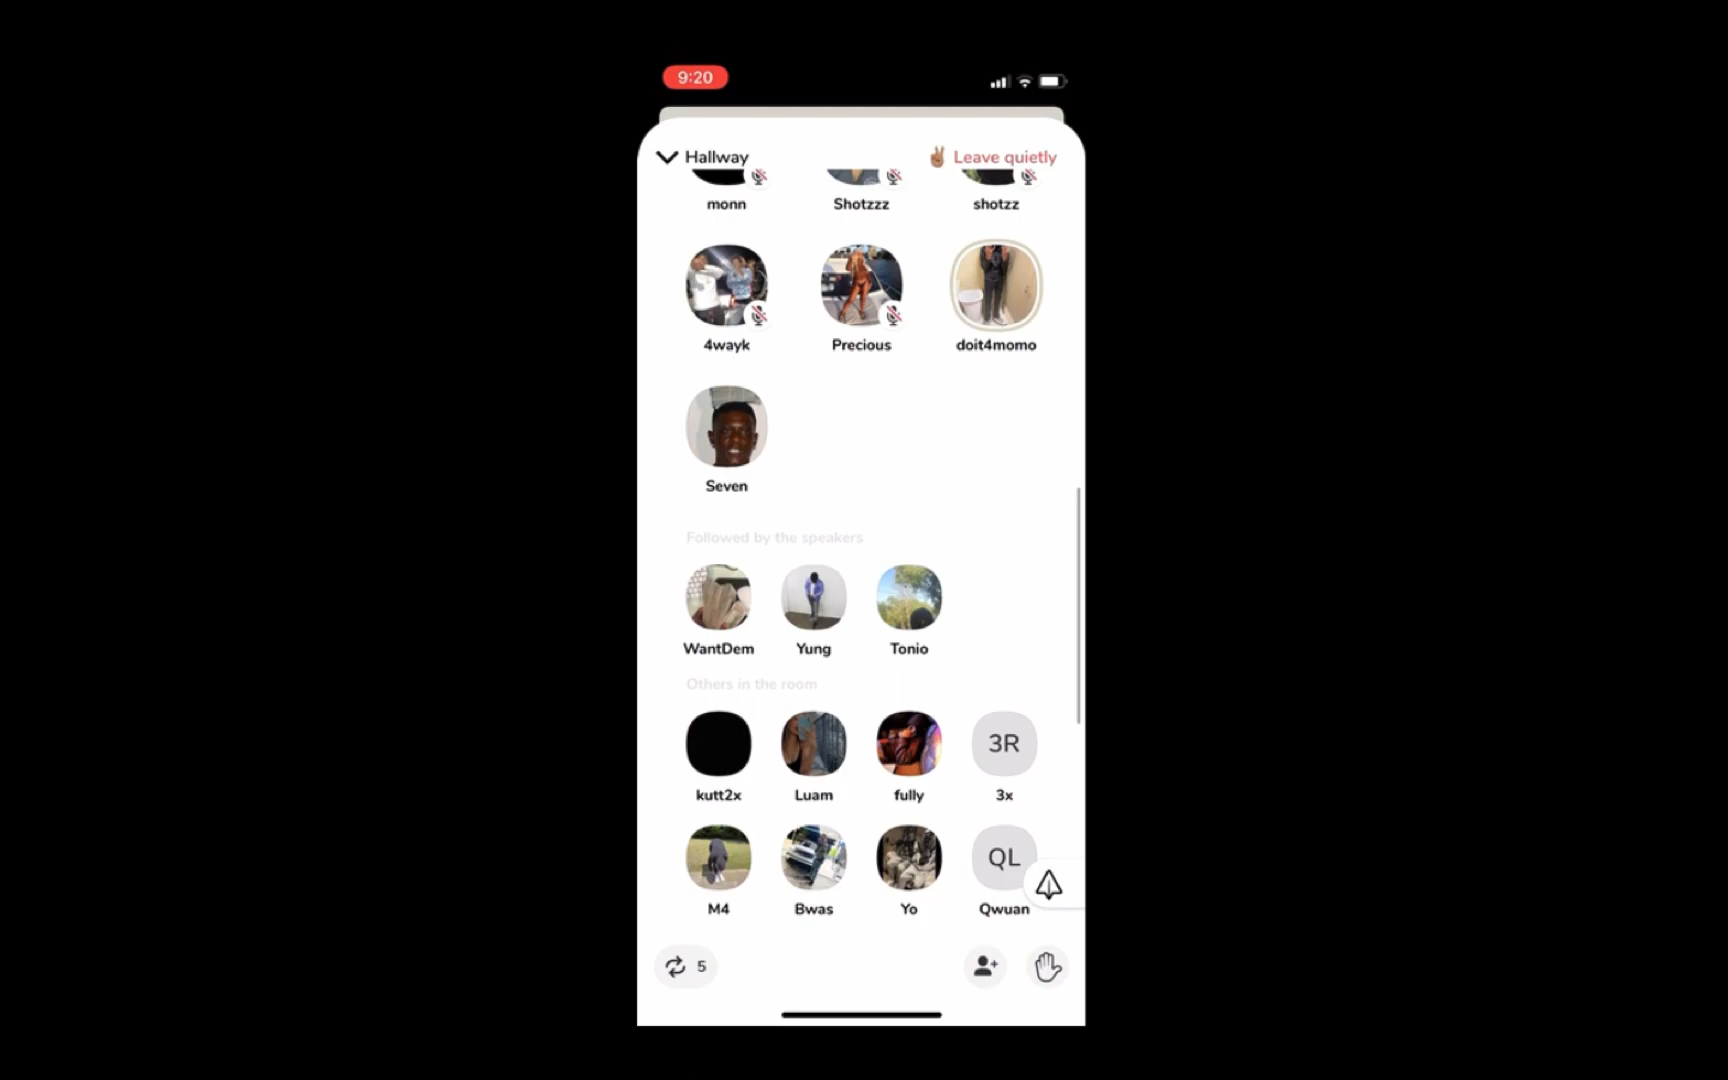 9:20
Hallway
✌🏽 Leave quietly
monn Shotzzz shotzz
4wayk Precious doit4momo
Seven
Followed by the speakers
WantDem Yung Tonio
Others in the room
3R
kutt2x Luam fully 3x
QL
M4 Bwas Yo Qwuan
5